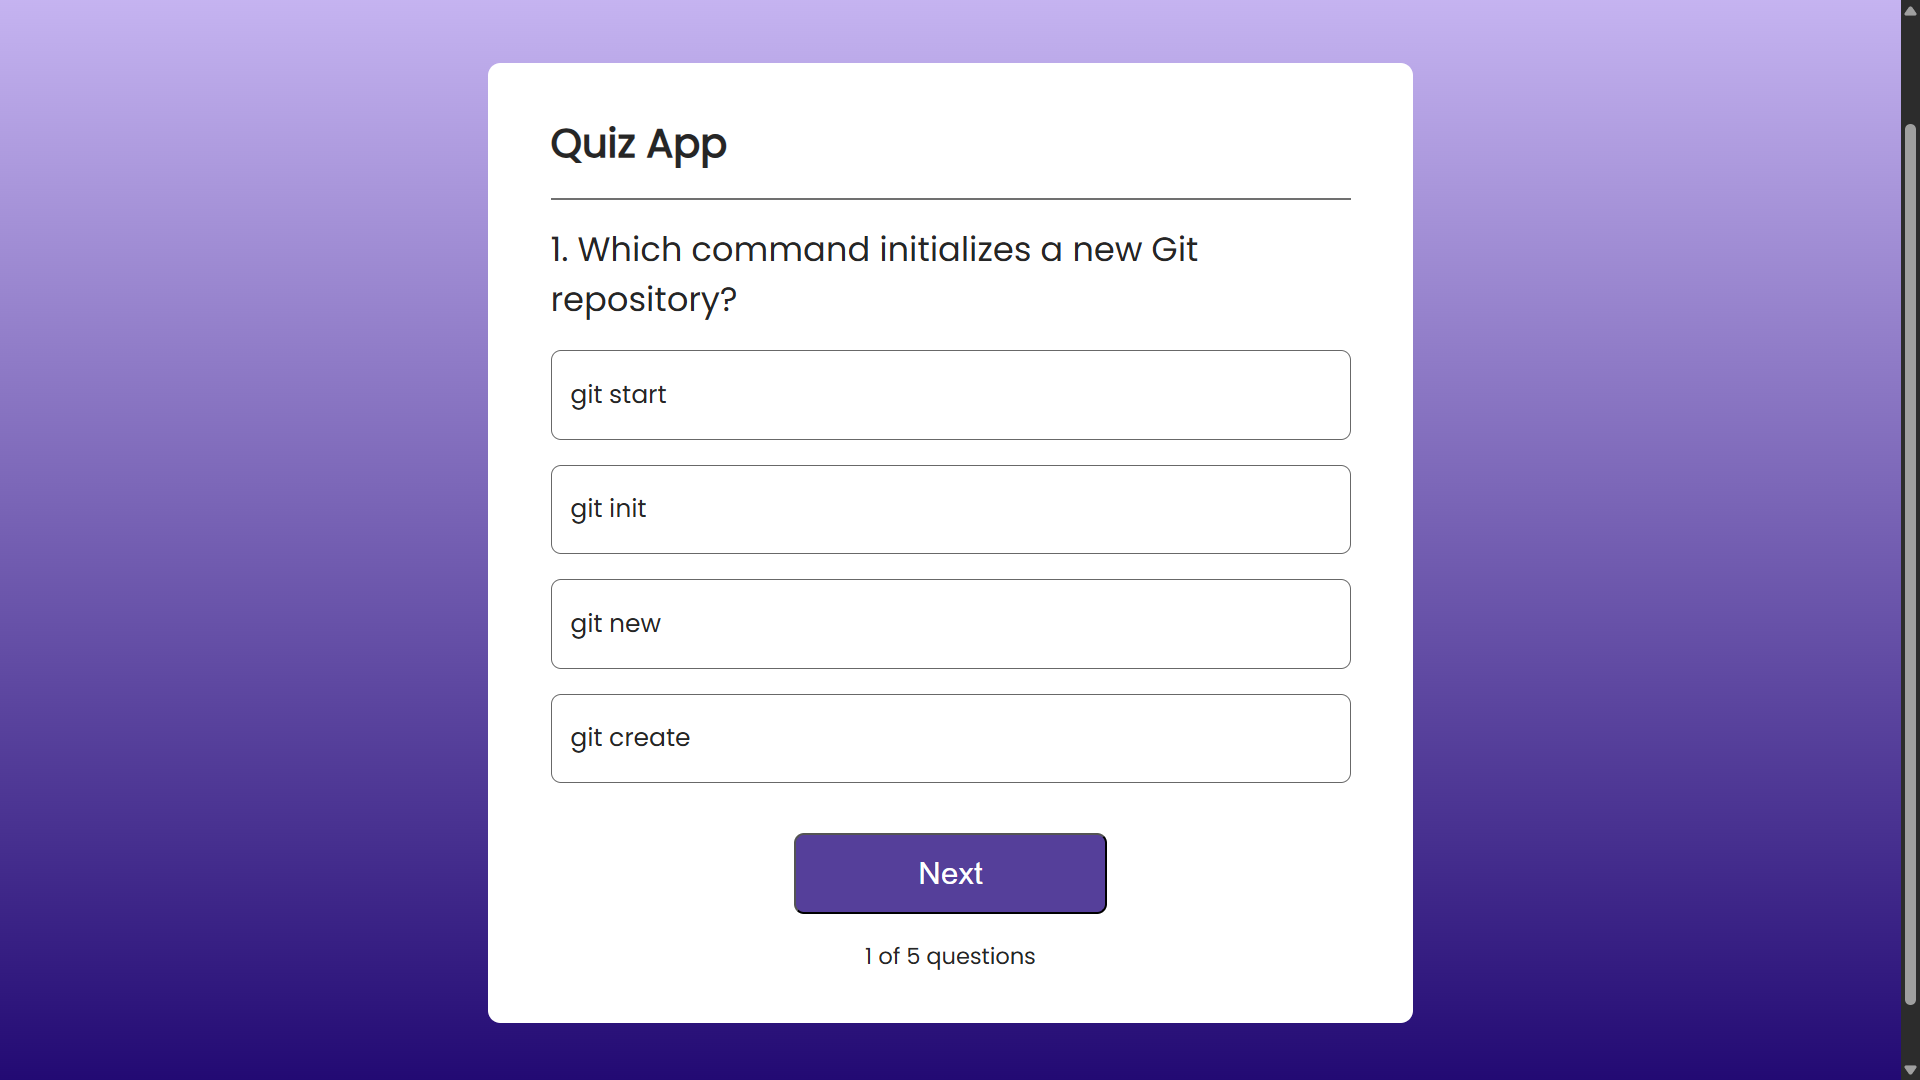 Quiz App
1. Which command initializes a new Git
repository?
git start
git init
git new
git create
Next
1 of 5 questions